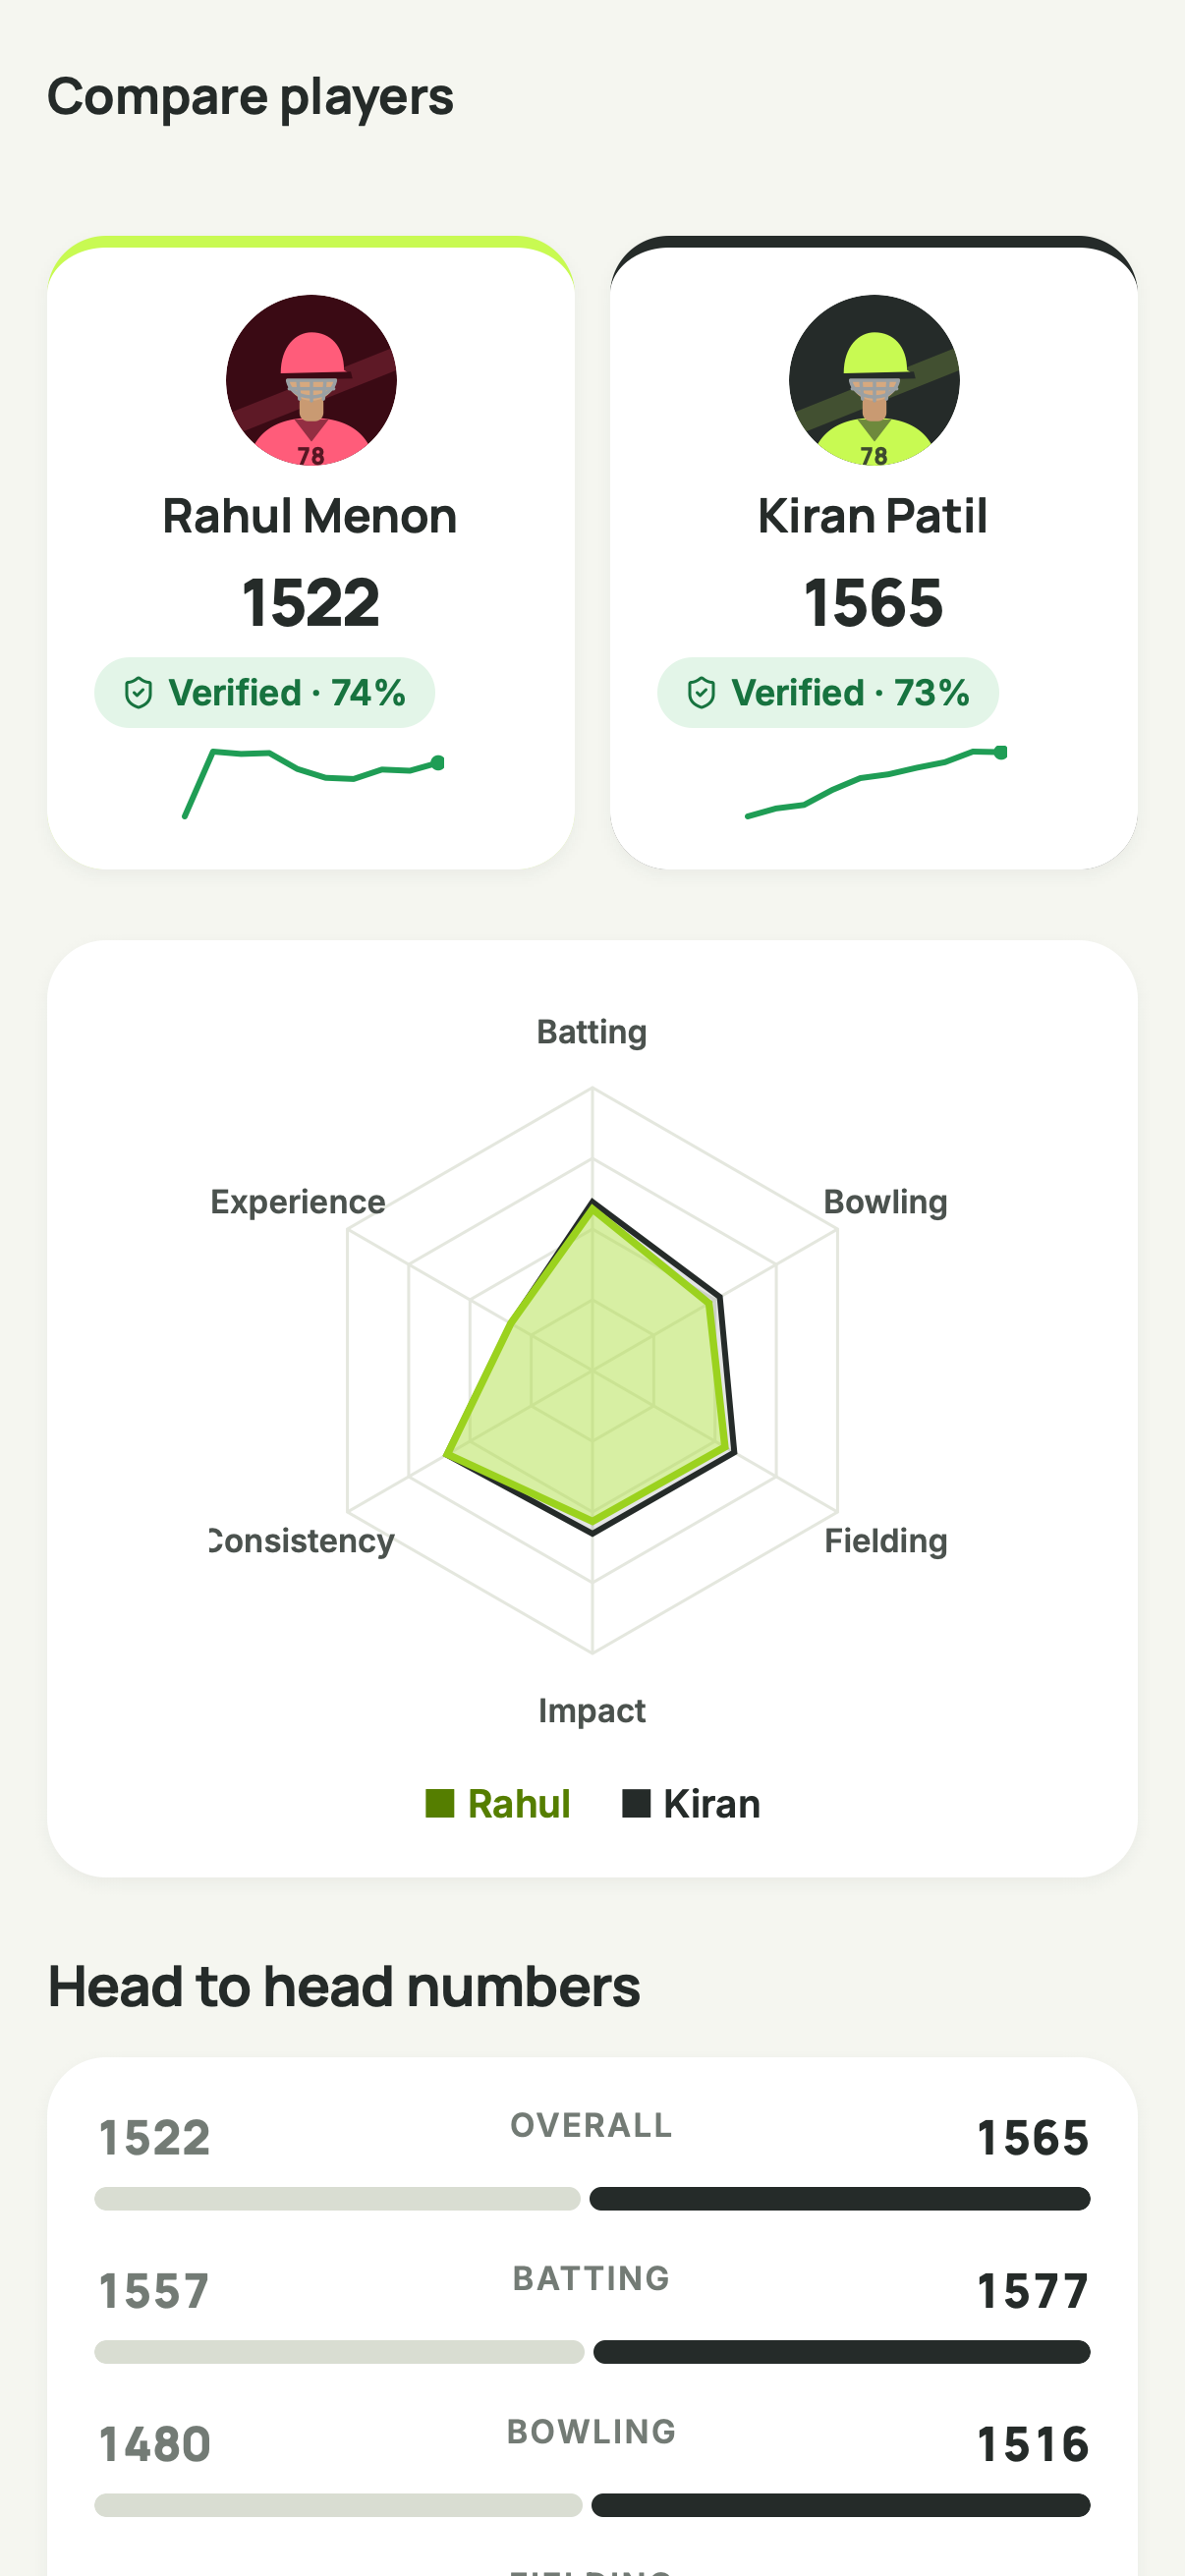 Compare players
78
Rahul Menon
1522
Verified · 74%
78
Kiran Patil
1565
Verified · 73%
Batting
Experience
Bowling
Consistency
Fielding
Impact
Rahul
Kiran
Head to head numbers
1522 OVERALL 1565
1557 BATTING 1577
1480 BOWLING 1516